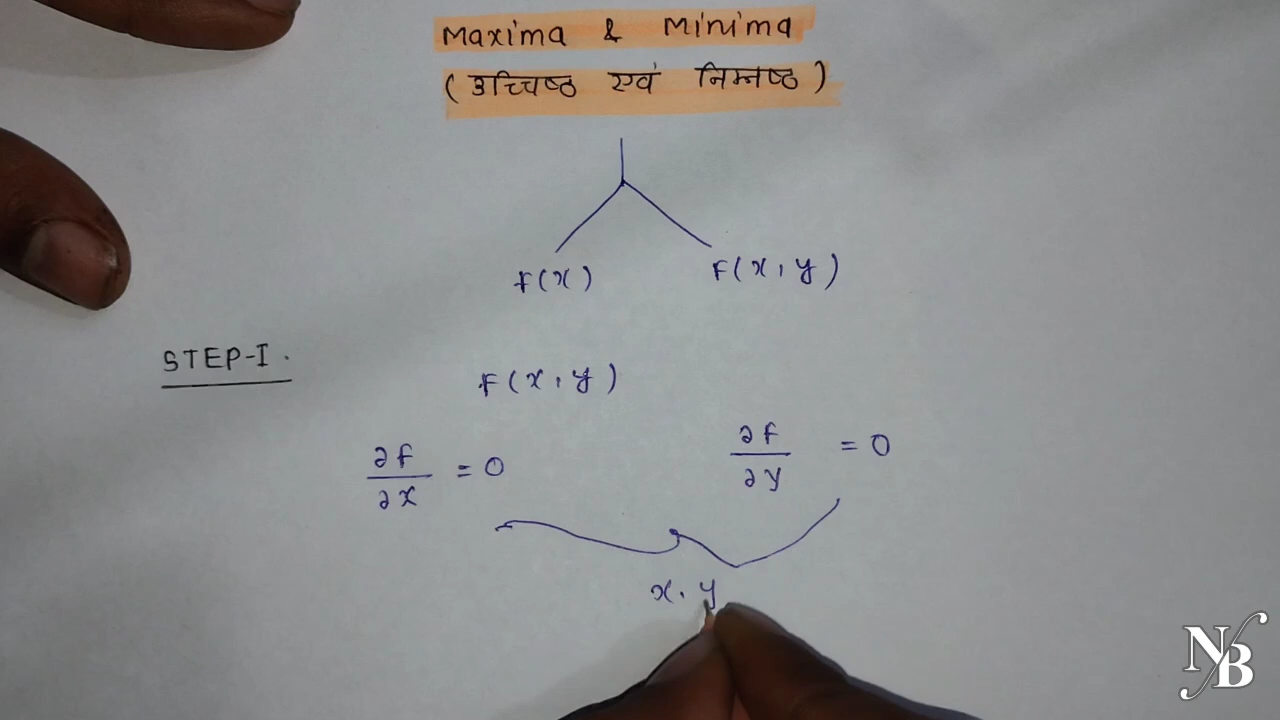 Maxima & Minima
(उच्चिष्ठ एवं निम्नष्ठ)
F(x) F(x,y)
STEP-I.
F(x,y)
∂F/∂x = 0 ∂F/∂y = 0
x, y
NB